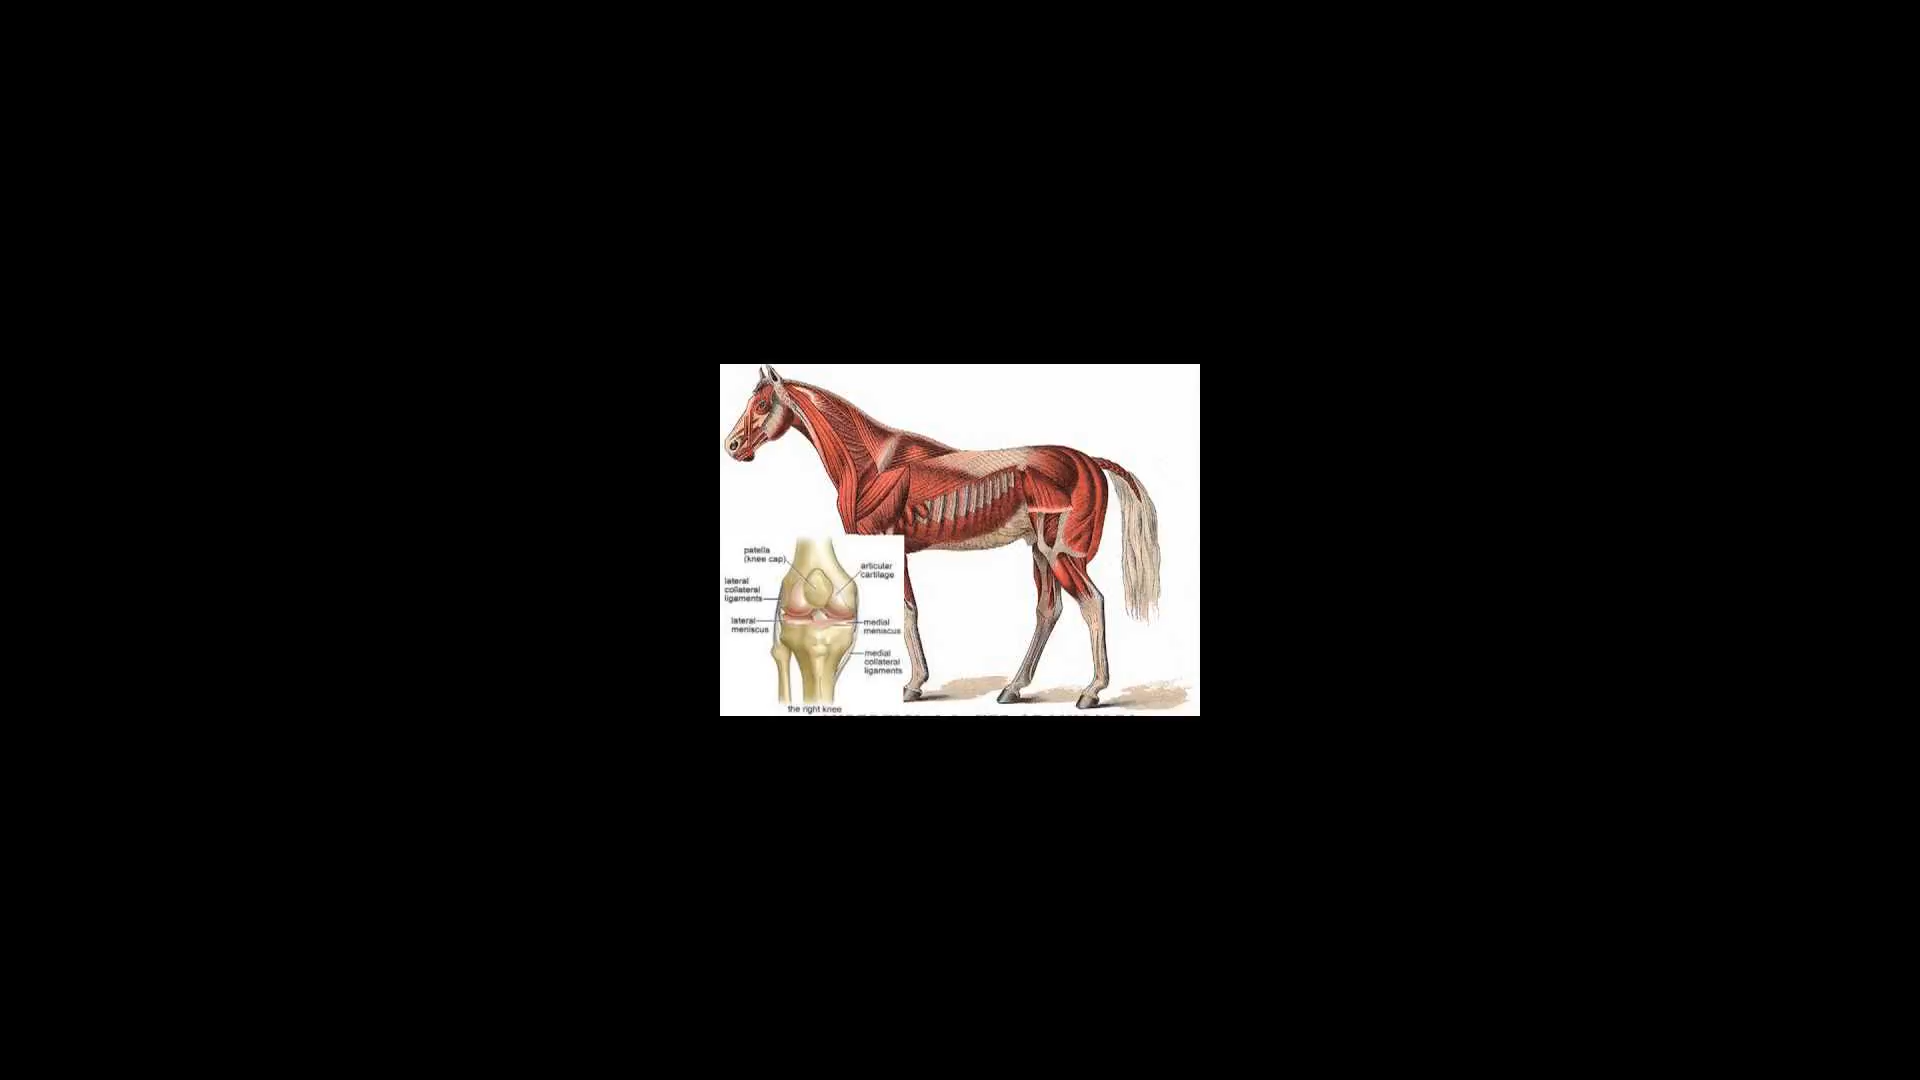 patella
(knee cap)
articular
cartilage
lateral
collateral
ligaments
lateral
meniscus
medial
meniscus
medial
collateral
ligaments
the right knee